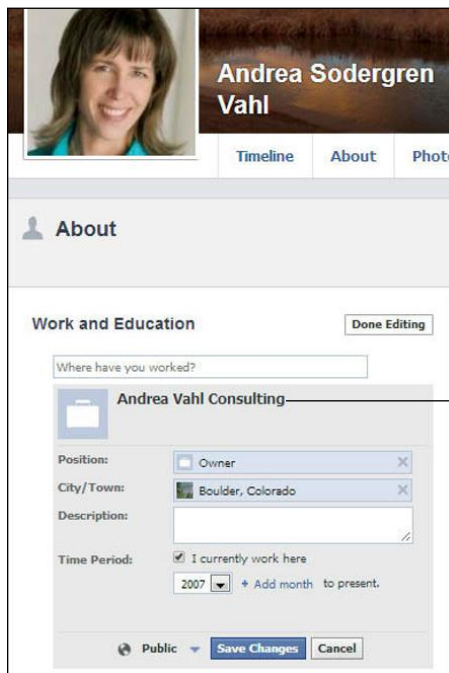 Andrea Sodergren
Vahl
Timeline About Phot
About
Work and Education Done Editing
Where have you worked?
Andrea Vahl Consulting
Position: Owner
City/Town: Boulder, Colorado
Description:
Time Period: I currently work here
2007 + Add month to present.
Public Save Changes Cancel